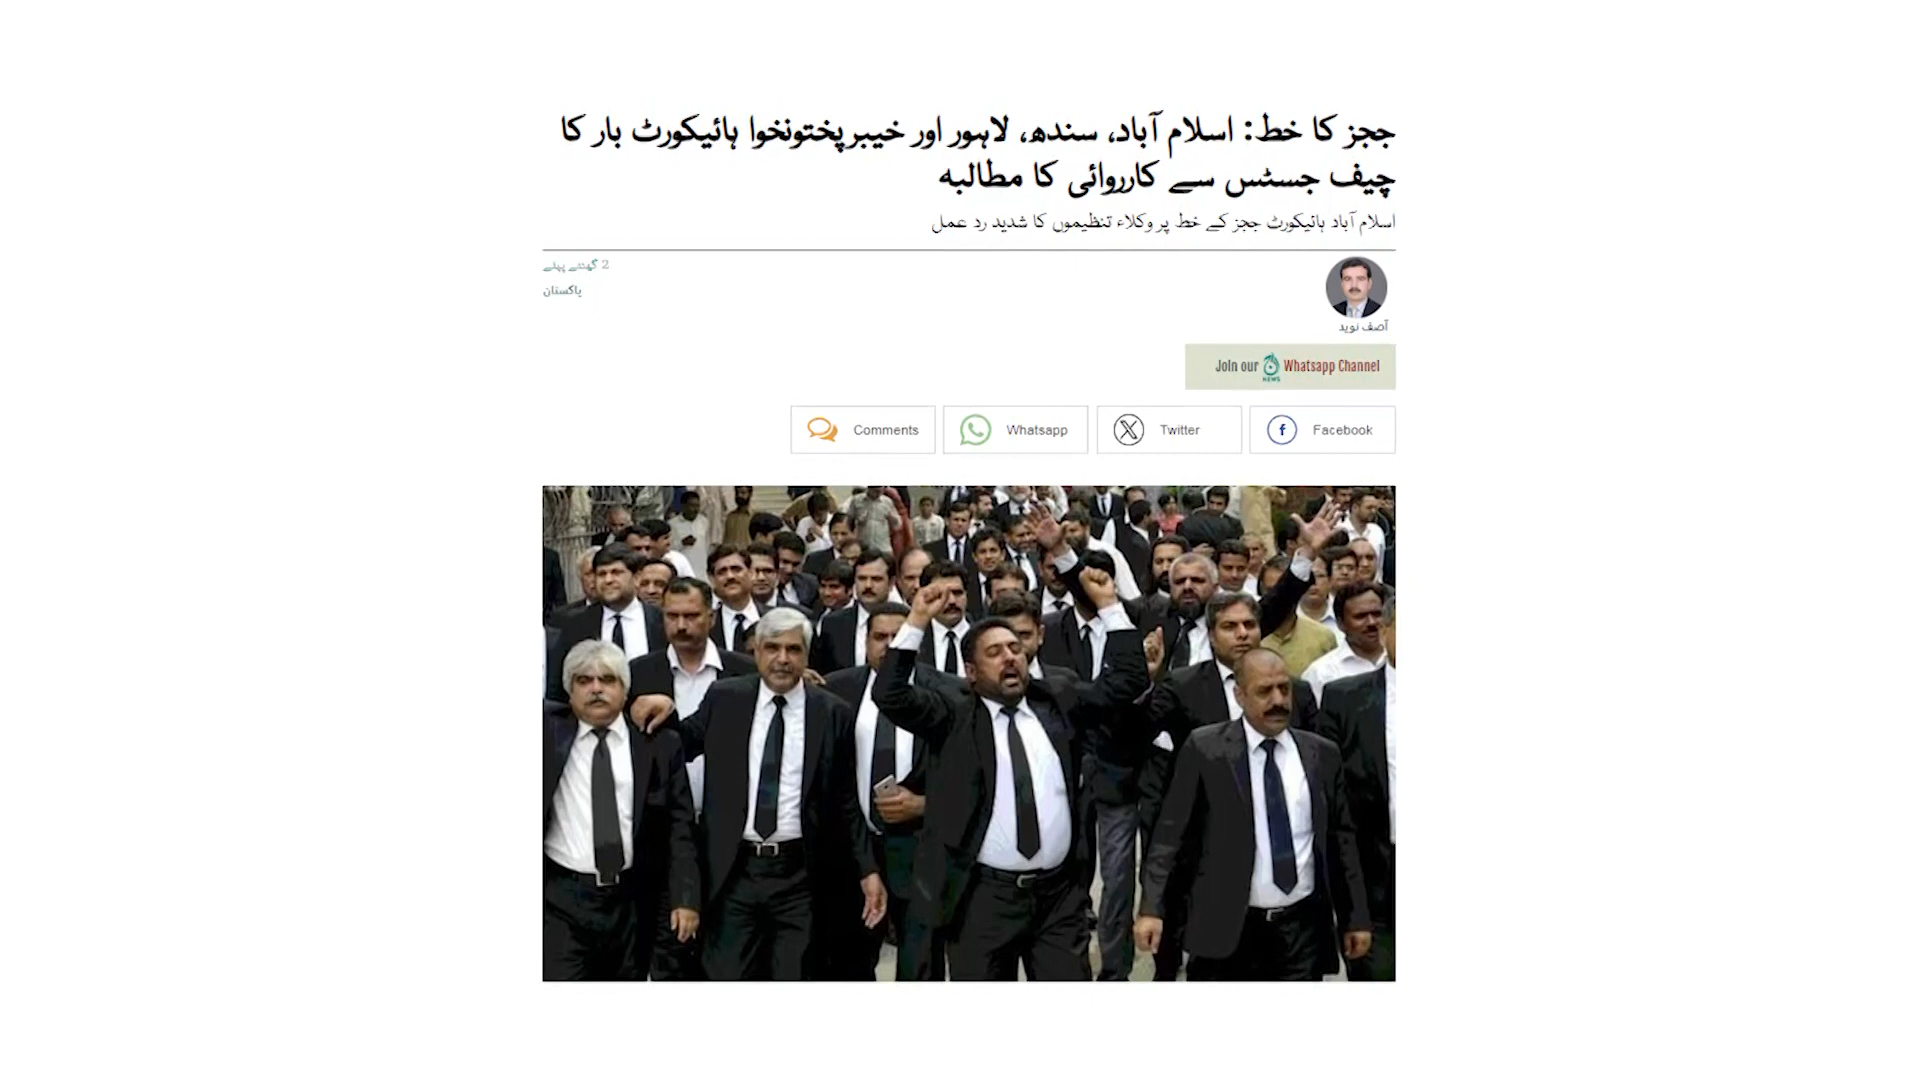 ججز کا خط: اسلام آباد، سندھ، لاہور اور خیبرپختونخوا ہائیکورٹ بار کا
چیف جسٹس سے کارروائی کا مطالبہ
اسلام آباد ہائیکورٹ ججز کے خط پر وکلاء تنظیموں کا شدید رد عمل
2 گھنٹے پہلے
پاکستان
آصف نوید
Join our NEWS Whatsapp Channel
Comments
Whatsapp
Twitter
Facebook